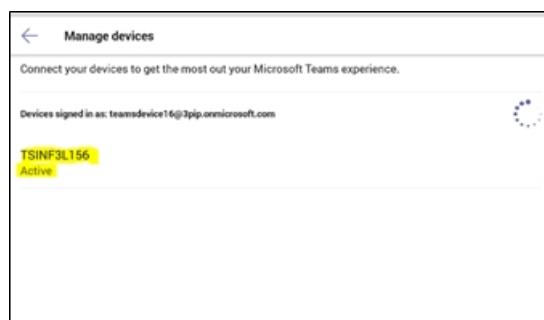 Manage devices
Connect your devices to get the most out your Microsoft Teams experience.
Devices signed in as: teamsdevice16@3pip.onmicrosoft.com
TSINF3L156
Active